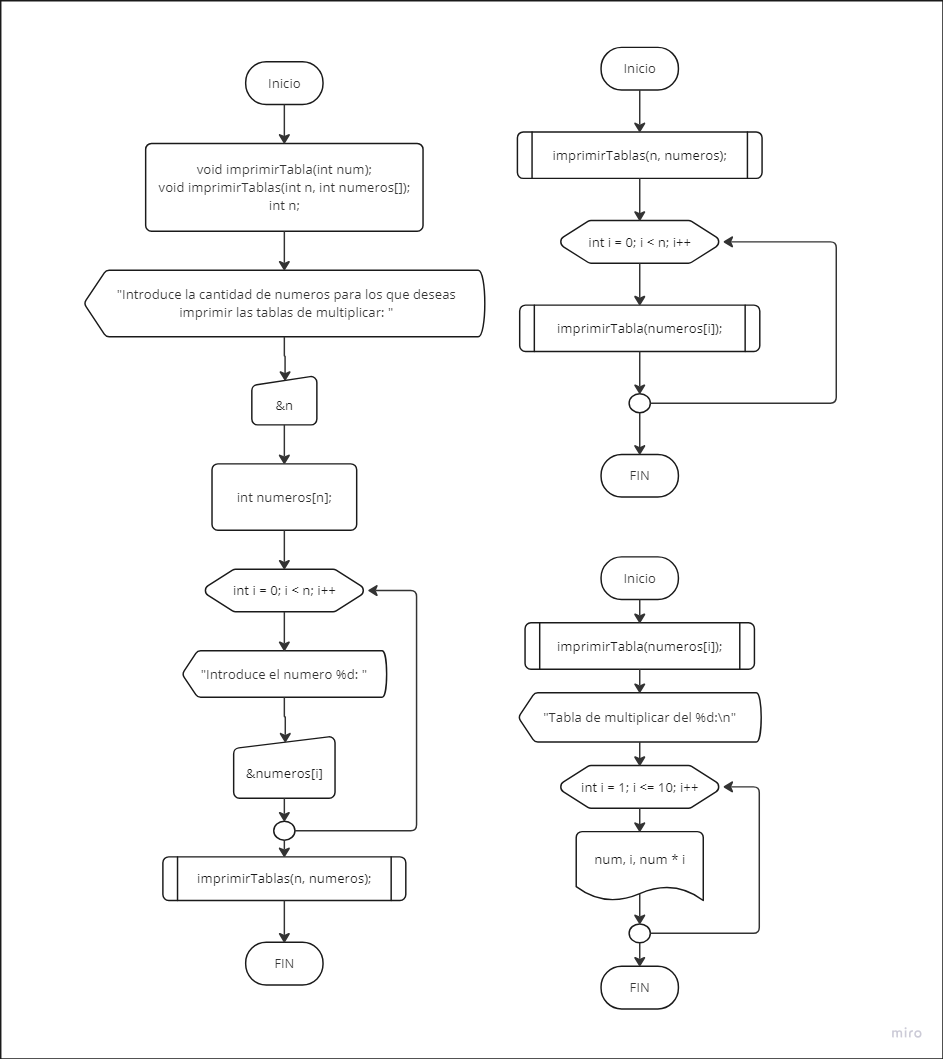 Inicio
void imprimirTabla(int num);
void imprimirTablas(int n, int numeros[]);
int n;
"Introduce la cantidad de numeros para los que deseas
imprimir las tablas de multiplicar: "
&n
int numeros[n];
int i = 0; i < n; i++
"Introduce el numero %d: "
&numeros[i]
imprimirTablas(n, numeros);
FIN
Inicio
imprimirTablas(n, numeros);
int i = 0; i < n; i++
imprimirTabla(numeros[i]);
FIN
Inicio
imprimirTabla(numeros[i]);
"Tabla de multiplicar del %d:\n"
int i = 1; i <= 10; i++
num, i, num * i
FIN
miro